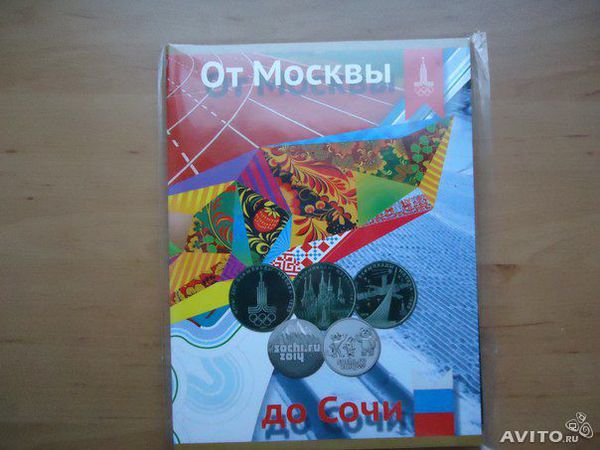 От Москвы
sochi.ru
2014
до Сочи
AVITO.ru